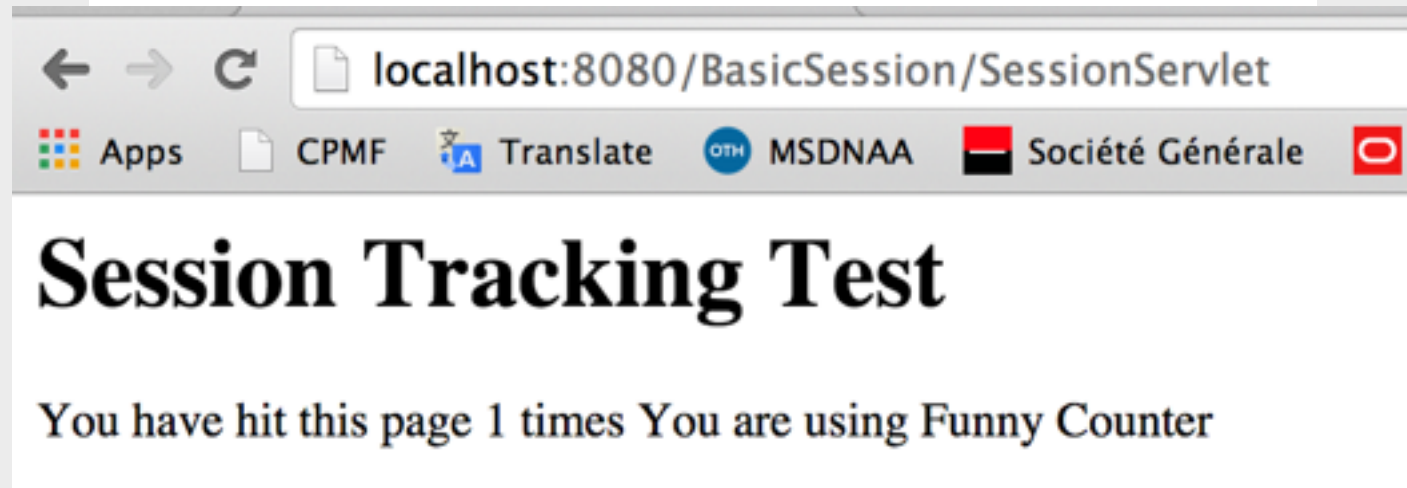 localhost:8080/BasicSession/SessionServlet
Apps CPMF Translate OTH MSDNAA Société Générale
Session Tracking Test
You have hit this page 1 times You are using Funny Counter